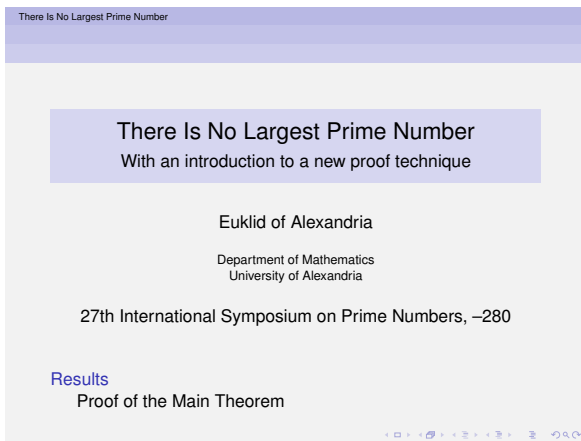 There Is No Largest Prime Number
There Is No Largest Prime Number
With an introduction to a new proof technique
Euklid of Alexandria
Department of Mathematics
University of Alexandria
27th International Symposium on Prime Numbers, –280
Results
Proof of the Main Theorem